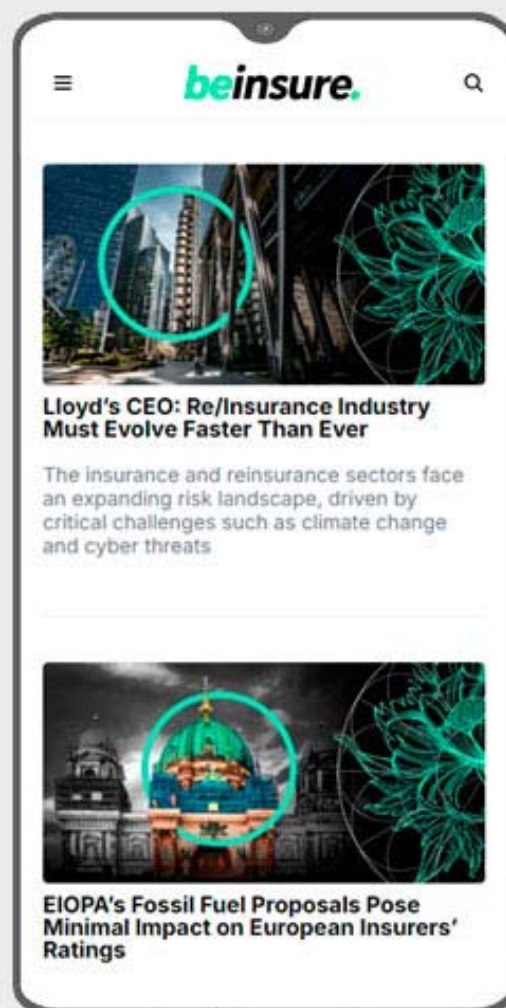 beinsure.
Lloyd's CEO: Re/Insurance Industry
Must Evolve Faster Than Ever
The insurance and reinsurance sectors face
an expanding risk landscape, driven by
critical challenges such as climate change
and cyber threats
EIOPA's Fossil Fuel Proposals Pose
Minimal Impact on European Insurers'
Ratings